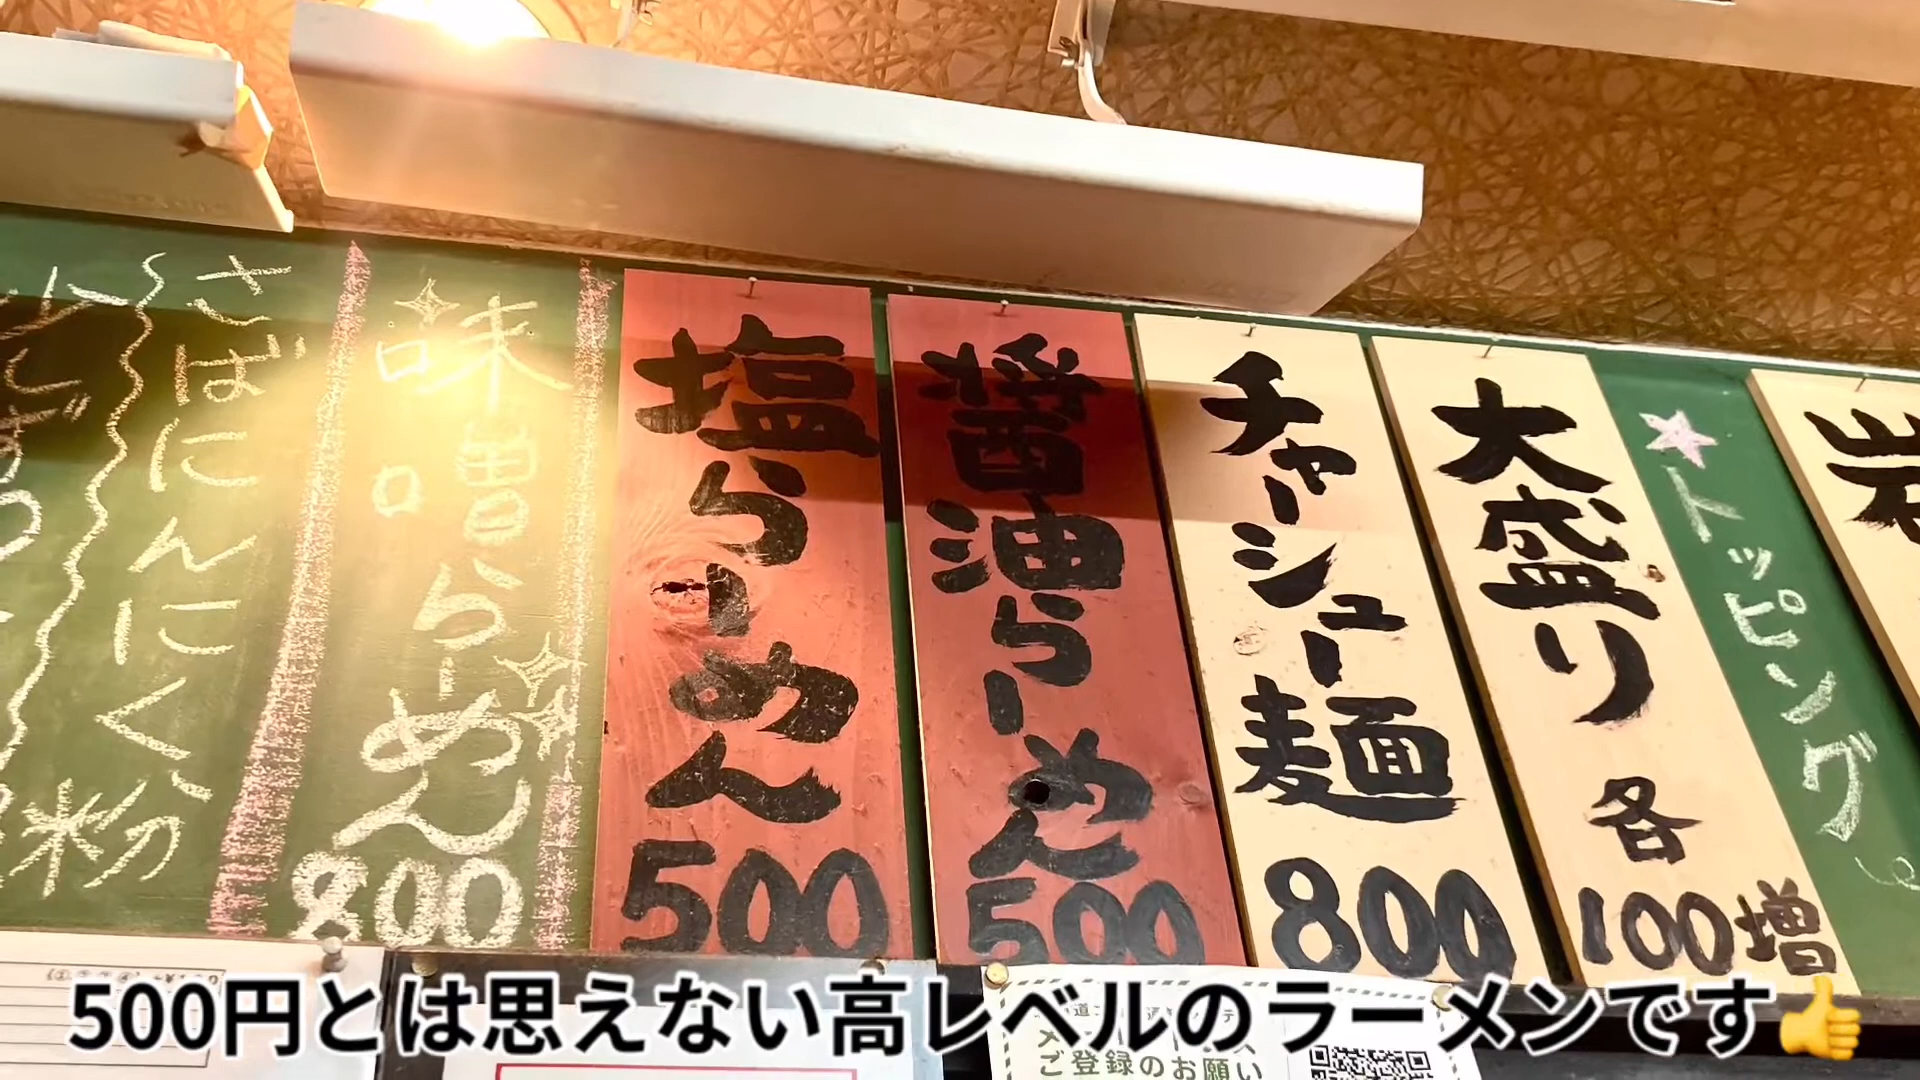 さばにんにく、
米粉
味噌らーめん
800
塩らーめん
500
醤油らーめん
500
チャーシュー麺
800
大盛り 各
100増
★トッピング
岩
500円とは思えない高レベルのラーメンです👍
ご登録のお願い